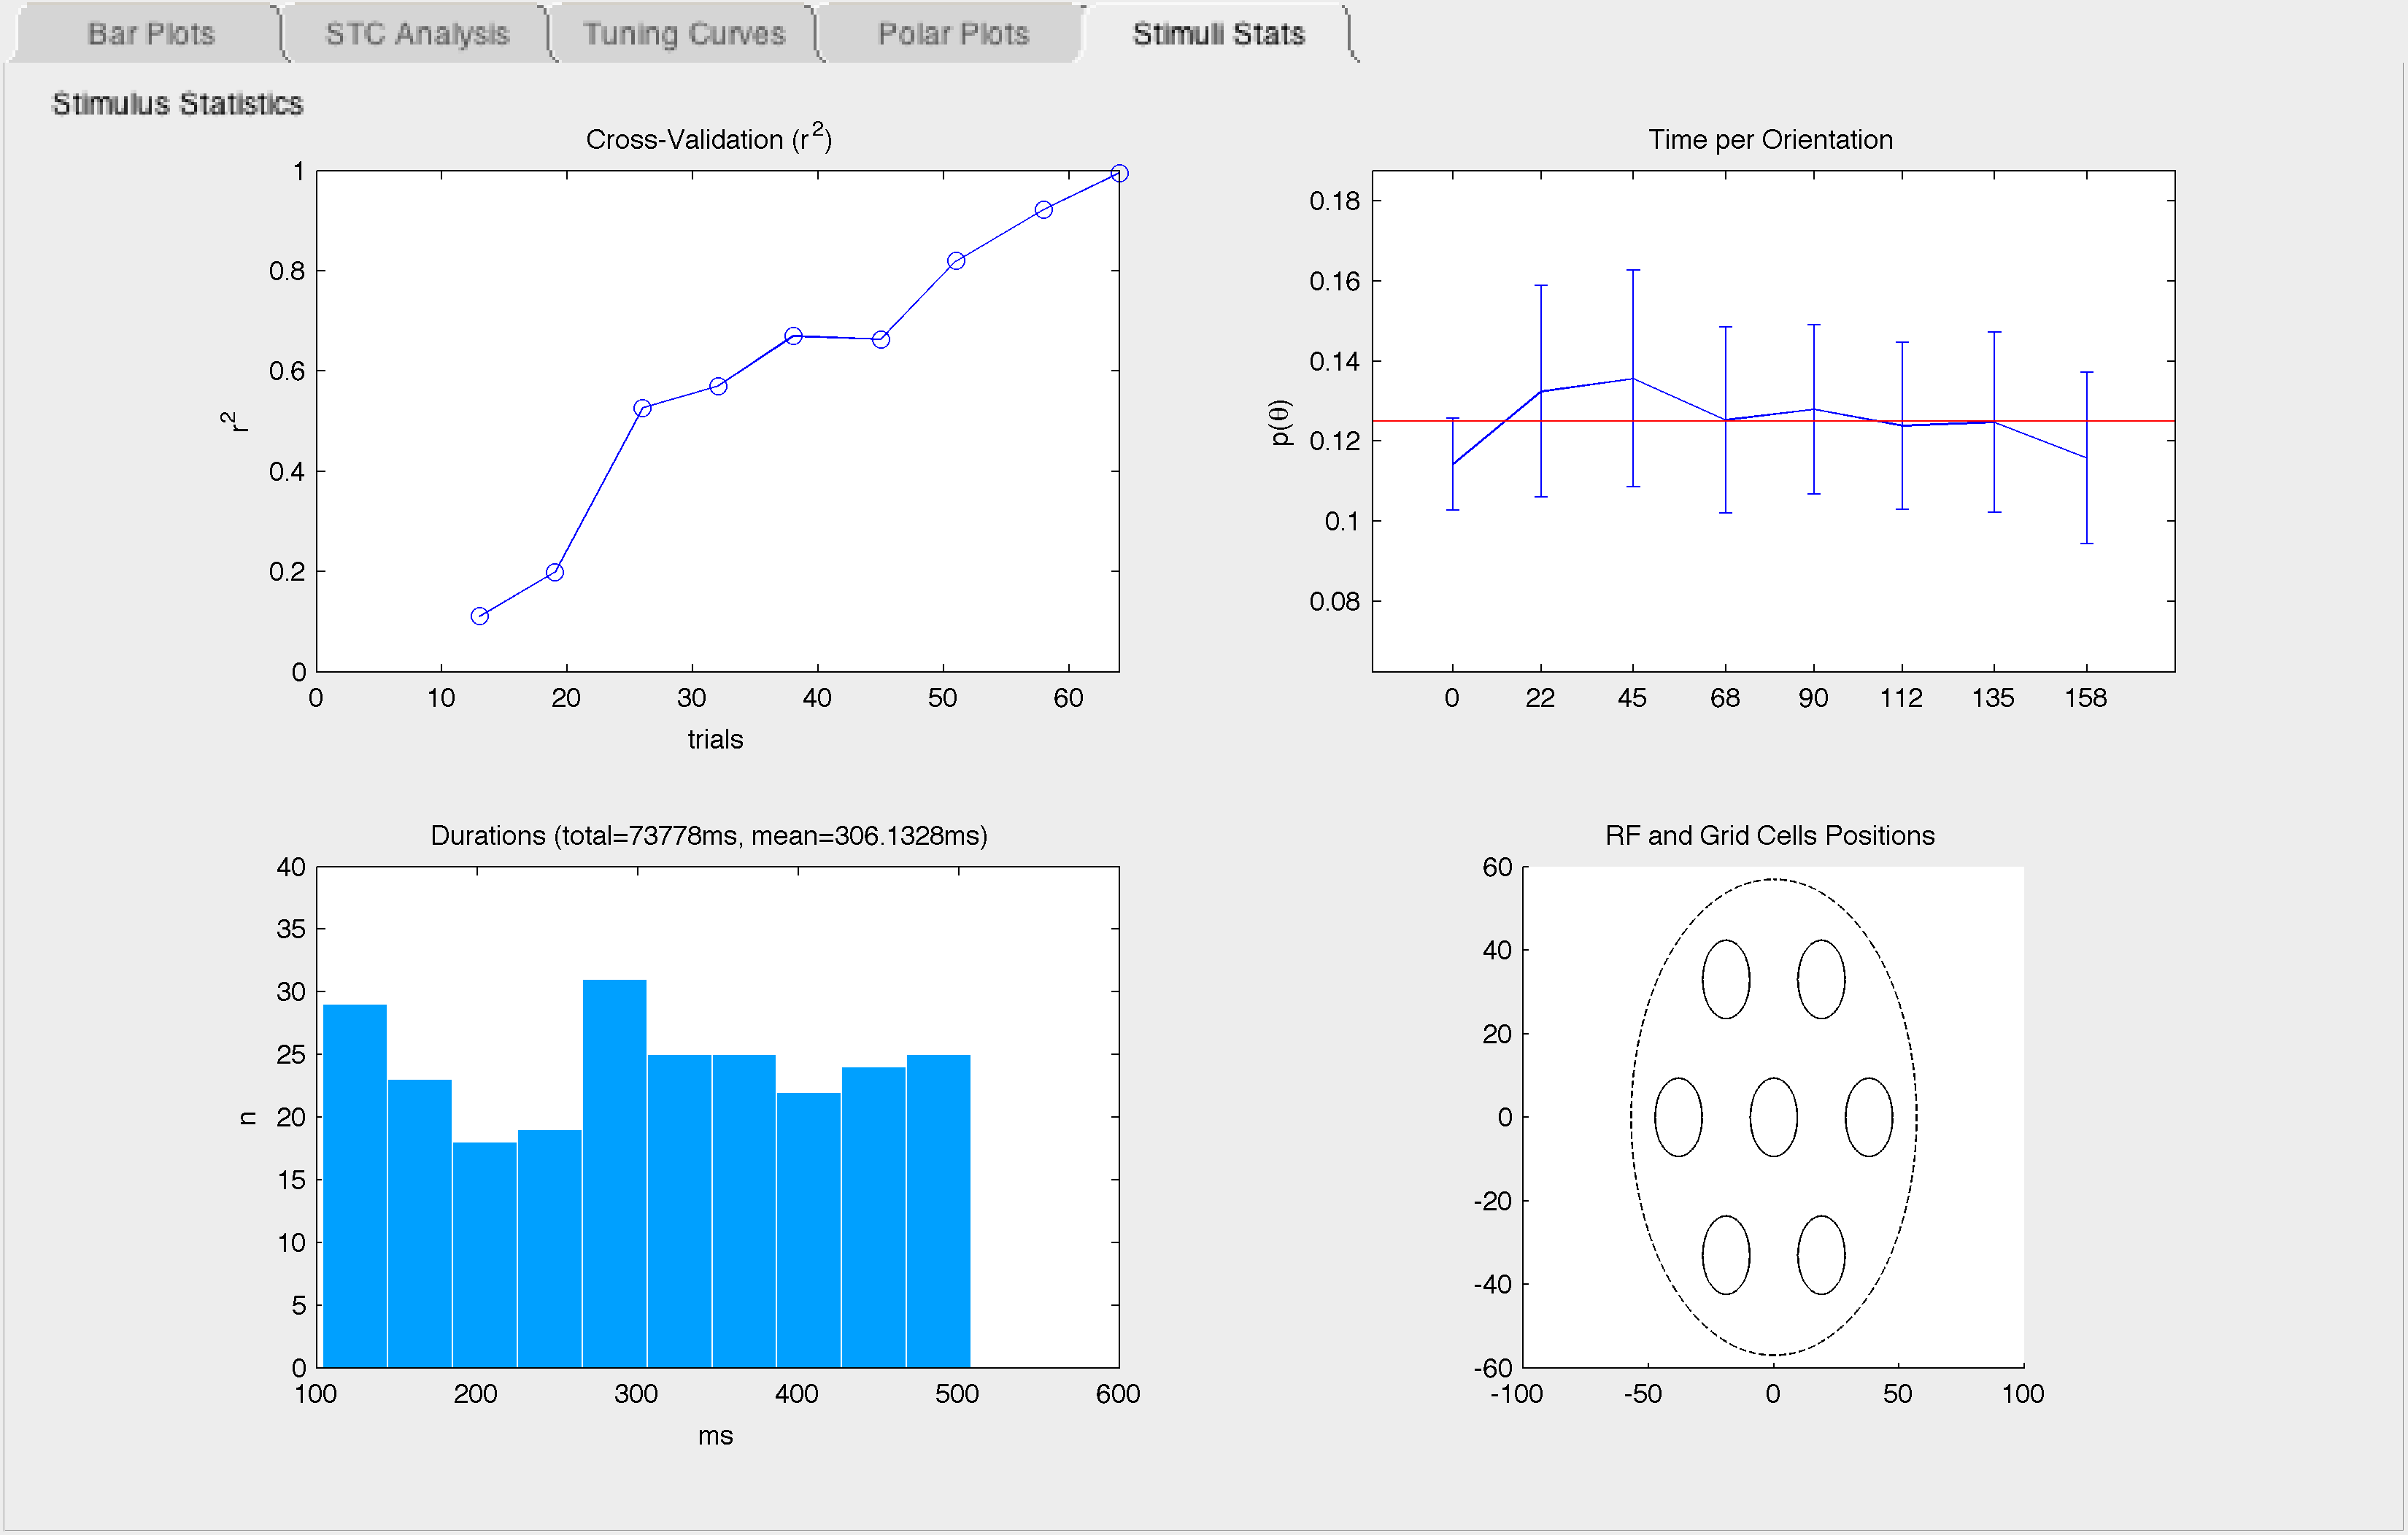 Bar Plots STC Analysis Tuning Curves Polar Plots Stimuli Stats
Stimulus Statistics
Cross-Validation (r²)
1
0.8
0.6
0.4
0.2
0
r²
0 10 20 30 40 50 60
trials
Time per Orientation
0.18
0.16
0.14
0.12
0.1
0.08
p(θ)
0 22 45 68 90 112 135 158
Durations (total=73778ms, mean=306.1328ms)
40
35
30
25
20
15
10
5
0
n
100 200 300 400 500 600
ms
RF and Grid Cells Positions
60
40
20
0
-20
-40
-60
-100 -50 0 50 100